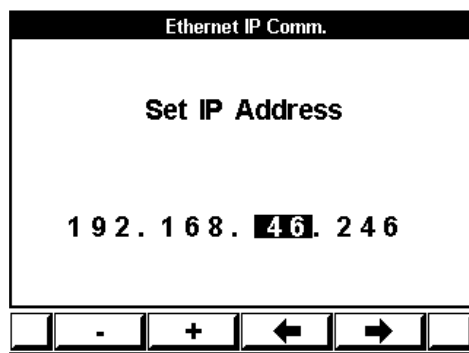 Ethernet IP Comm.
Set IP Address
192.168.46.246
- + ← →